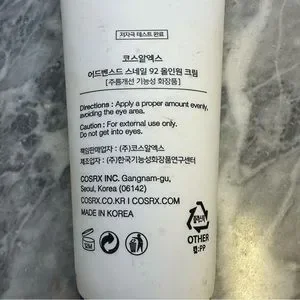 저자극 테스트 완료
코스알엑스
어드벤스드 스네일 92 올인원 크림
[주름개선 기능성 화장품]
Directions : Apply a proper amount evenly,
avoiding the eye area.
Caution : For external use only.
Do not get into eyes.
책임판매업자 : (주)코스알엑스
제조업자 : (주)한국기능성화장품연구센터
COSRX INC. Gangnam-gu,
Seoul, Korea (06142)
COSRX.CO.KR I COSRX.COM
MADE IN KOREA
OTHER
캡:PP